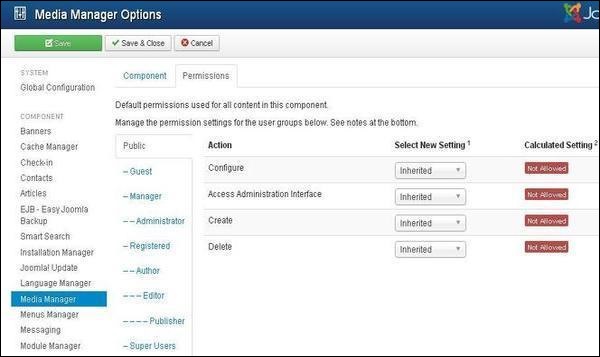 Media Manager Options
Save
Save & Close
Cancel
SYSTEM
Global Configuration
COMPONENT
Banners
Cache Manager
Check-in
Contacts
Articles
EJB - Easy Joomla
Backup
Smart Search
Installation Manager
Joomla! Update
Language Manager
Media Manager
Menus Manager
Messaging
Module Manager
Component
Permissions
Default permissions used for all content in this component.
Manage the permission settings for the user groups below. See notes at the bottom.
Public
– Guest
– Manager
– – Administrator
– Registered
– – Author
– – – Editor
– – – – Publisher
– Super Users
Action Select New Setting 1 Calculated Setting 2
Configure Inherited Not Allowed
Access Administration Interface Inherited Not Allowed
Create Inherited Not Allowed
Delete Inherited Not Allowed